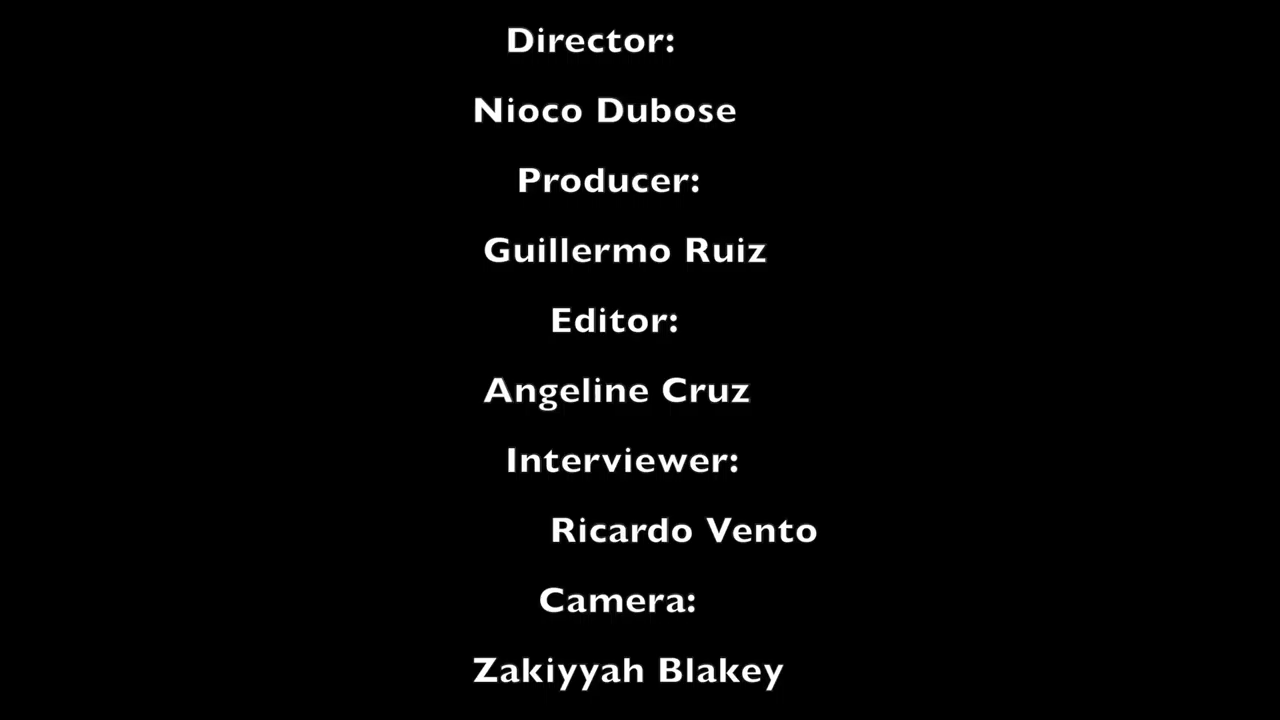 Director:
Nioco Dubose
Producer:
Guillermo Ruiz
Editor:
Angeline Cruz
Interviewer:
Ricardo Vento
Camera:
Zakiyyah Blakey